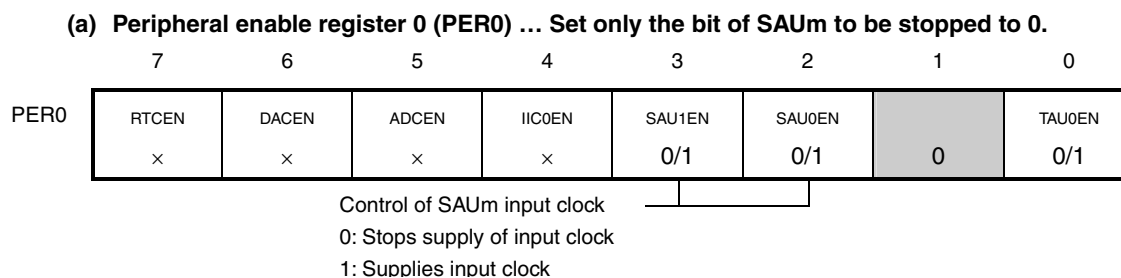 (a) Peripheral enable register 0 (PER0) … Set only the bit of SAUm to be stopped to 0.
7 6 5 4 3 2 1 0
PER0 RTCEN DACEN ADCEN IIC0EN SAU1EN SAU0EN TAU0EN
× × × × 0/1 0/1 0 0/1
Control of SAUm input clock
0: Stops supply of input clock
1: Supplies input clock